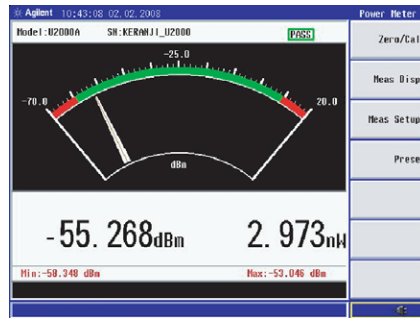 Agilent 10:43:08 02.02.2008 Power Meter
Model:U2000A SN:KERANJI_U2000 PASS
Zero/Cal
-25.0
Meas Disp
-70.0 20.0
Meas Setup
dBm
Prese
-55.268dBm 2.973nW
Min:-58.348 dBm Max:-53.046 dBm